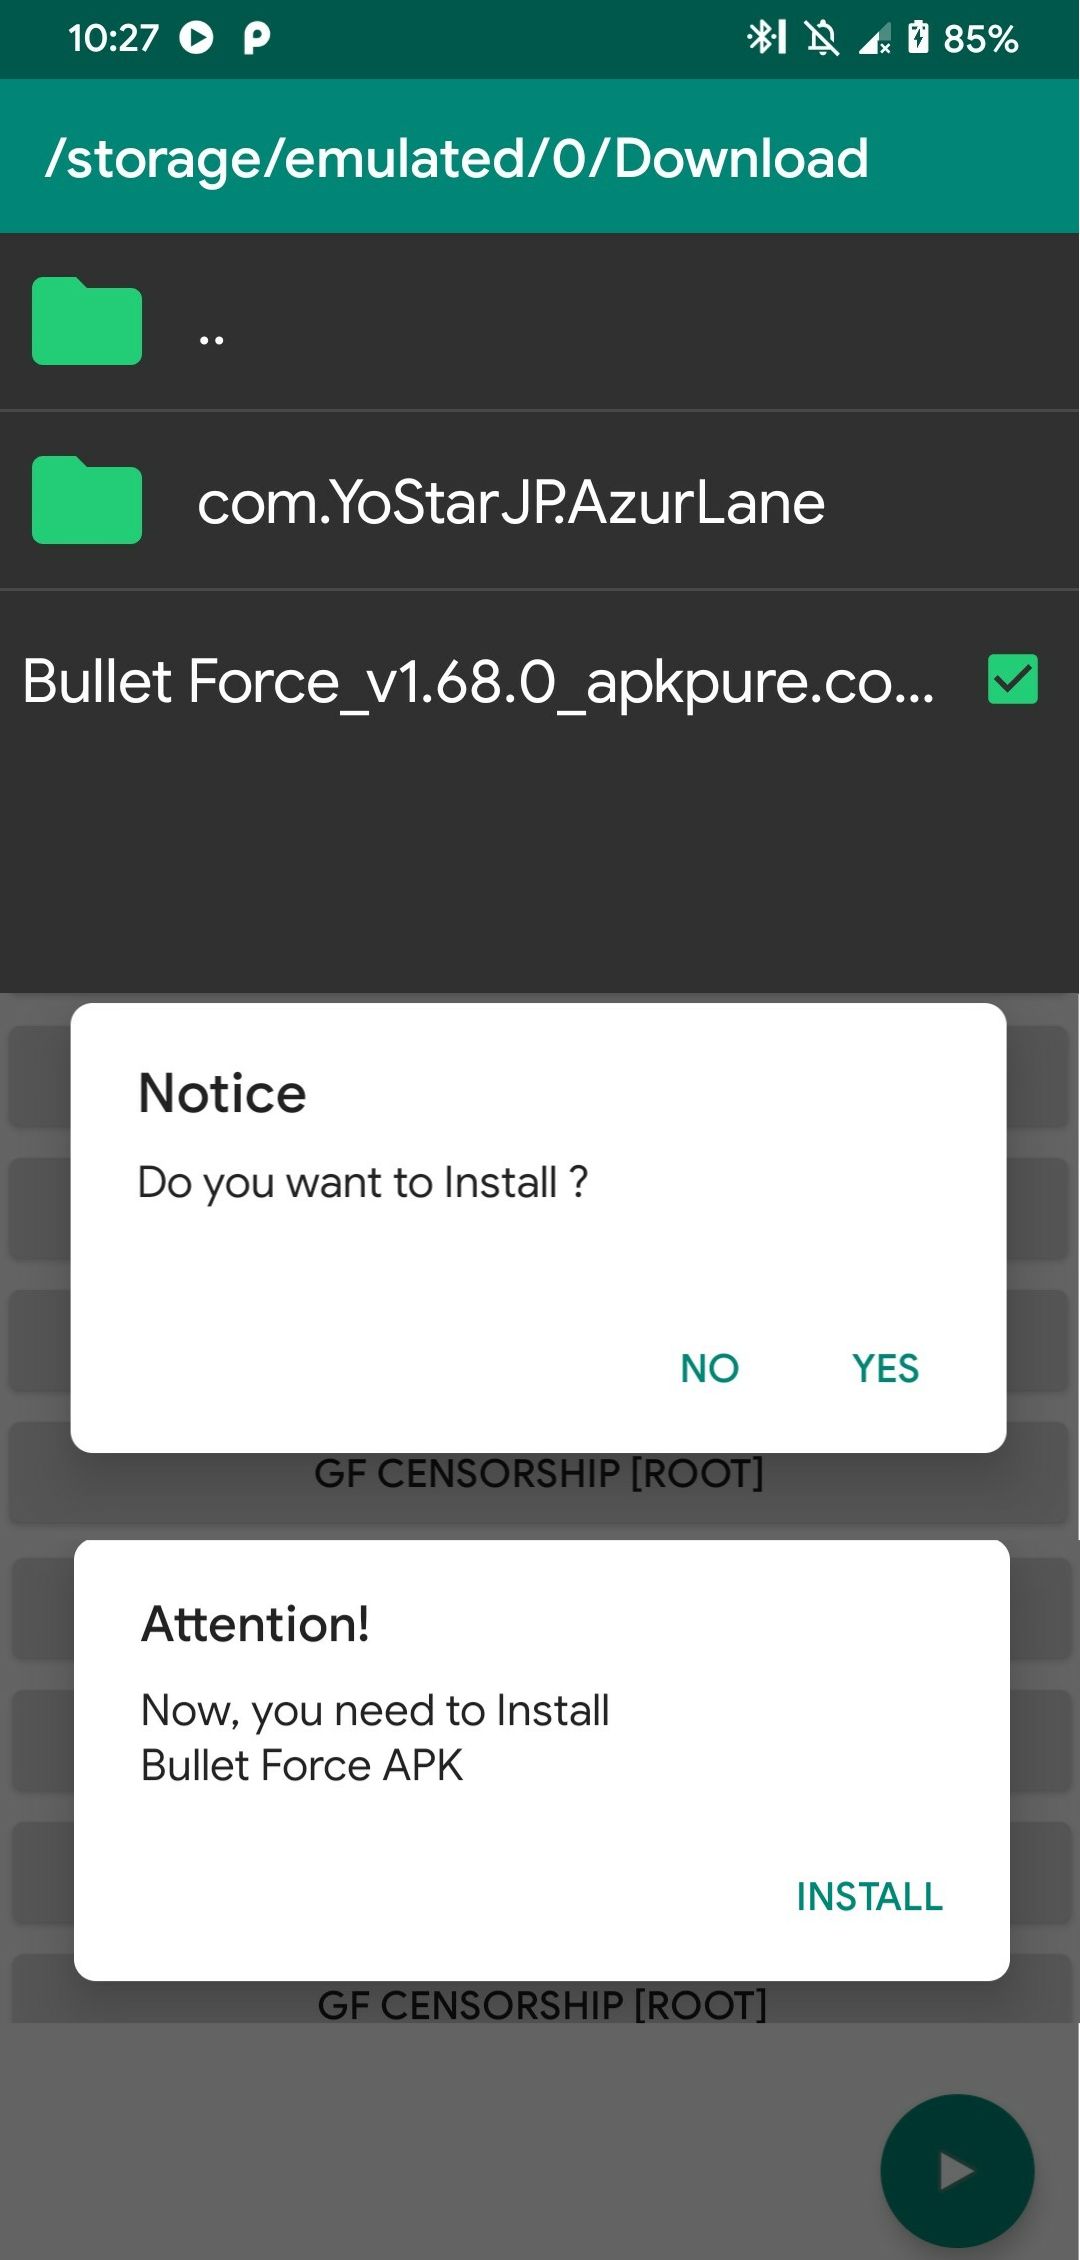 10:27
85%
/storage/emulated/0/Download
..
com.YoStarJP.AzurLane
Bullet Force_v1.68.0_apkpure.co...
Notice
Do you want to Install ?
NO YES
GF CENSORSHIP [ROOT]
Attention!
Now, you need to Install
Bullet Force APK
INSTALL
GF CENSORSHIP [ROOT]